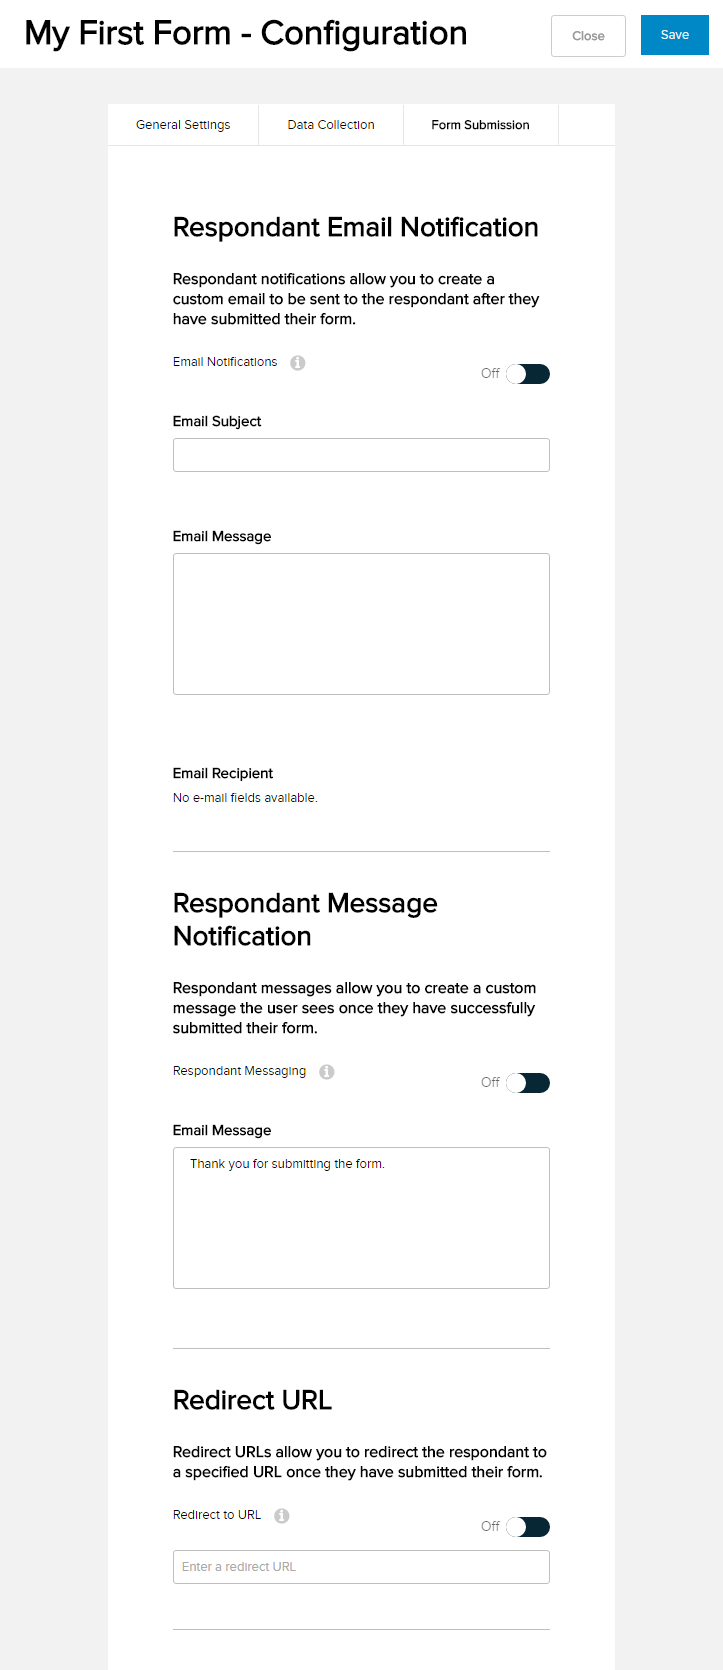 My First Form - Configuration
Close
Save
General Settings
Data Collection
Form Submission
Respondant Email Notification
Respondant notifications allow you to create a
custom email to be sent to the respondant after they
have submitted their form.
Email Notifications
Off
Email Subject
Email Message
Email Recipient
No e-mail fields available.
Respondant Message
Notification
Respondant messages allow you to create a custom
message the user sees once they have successfully
submitted their form.
Respondant Messaging
Off
Email Message
Thank you for submitting the form.
Redirect URL
Redirect URLs allow you to redirect the respondant to
a specified URL once they have submitted their form.
Redirect to URL
Off
Enter a redirect URL